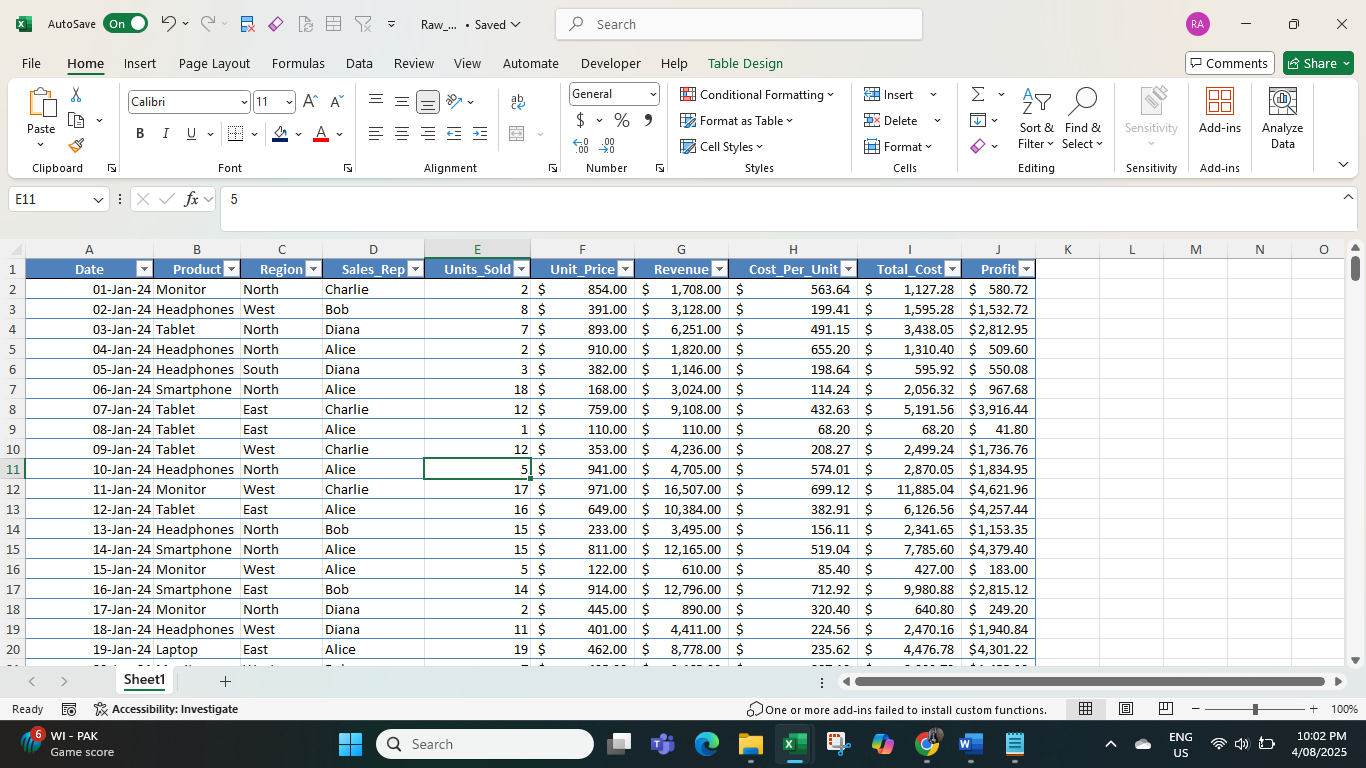 AutoSave On Raw_... • Saved Search RA
File Home Insert Page Layout Formulas Data Review View Automate Developer Help Table Design Comments Share
Calibri 11 General Conditional Formatting Insert
Paste Format as Table Delete Sort & Filter Find & Select Sensitivity Add-ins Analyze Data
B I U Cell Styles Format
Clipboard Font Alignment Number Styles Cells Editing Sensitivity Add-ins
E11 fx 5
A B C D E F G H I J K L M N O
1 Date Product Region Sales_Rep Units_Sold Unit_Price Revenue Cost_Per_Unit Total_Cost Profit
2 01-Jan-24 Monitor North Charlie 2 $ 854.00 $ 1,708.00 $ 563.64 $ 1,127.28 $ 580.72
3 02-Jan-24 Headphones West Bob 8 $ 391.00 $ 3,128.00 $ 199.41 $ 1,595.28 $1,532.72
4 03-Jan-24 Tablet North Diana 7 $ 893.00 $ 6,251.00 $ 491.15 $ 3,438.05 $2,812.95
5 04-Jan-24 Headphones North Alice 2 $ 910.00 $ 1,820.00 $ 655.20 $ 1,310.40 $ 509.60
6 05-Jan-24 Headphones South Diana 3 $ 382.00 $ 1,146.00 $ 198.64 $ 595.92 $ 550.08
7 06-Jan-24 Smartphone North Alice 18 $ 168.00 $ 3,024.00 $ 114.24 $ 2,056.32 $ 967.68
8 07-Jan-24 Tablet East Charlie 12 $ 759.00 $ 9,108.00 $ 432.63 $ 5,191.56 $3,916.44
9 08-Jan-24 Tablet East Alice 1 $ 110.00 $ 110.00 $ 68.20 $ 68.20 $ 41.80
10 09-Jan-24 Tablet West Charlie 12 $ 353.00 $ 4,236.00 $ 208.27 $ 2,499.24 $1,736.76
11 10-Jan-24 Headphones North Alice 5 $ 941.00 $ 4,705.00 $ 574.01 $ 2,870.05 $1,834.95
12 11-Jan-24 Monitor West Charlie 17 $ 971.00 $ 16,507.00 $ 699.12 $ 11,885.04 $4,621.96
13 12-Jan-24 Tablet East Alice 16 $ 649.00 $ 10,384.00 $ 382.91 $ 6,126.56 $4,257.44
14 13-Jan-24 Headphones North Bob 15 $ 233.00 $ 3,495.00 $ 156.11 $ 2,341.65 $1,153.35
15 14-Jan-24 Smartphone North Alice 15 $ 811.00 $ 12,165.00 $ 519.04 $ 7,785.60 $4,379.40
16 15-Jan-24 Monitor West Alice 5 $ 122.00 $ 610.00 $ 85.40 $ 427.00 $ 183.00
17 16-Jan-24 Smartphone East Bob 14 $ 914.00 $ 12,796.00 $ 712.92 $ 9,980.88 $2,815.12
18 17-Jan-24 Monitor North Diana 2 $ 445.00 $ 890.00 $ 320.40 $ 640.80 $ 249.20
19 18-Jan-24 Headphones West Diana 11 $ 401.00 $ 4,411.00 $ 224.56 $ 2,470.16 $1,940.84
20 19-Jan-24 Laptop East Alice 19 $ 462.00 $ 8,778.00 $ 235.62 $ 4,476.78 $4,301.22
Sheet1
Ready Accessibility: Investigate One or more add-ins failed to install custom functions. 100%
6 WI - PAK
Game score
Search
ENG
US
10:02 PM
4/08/2025